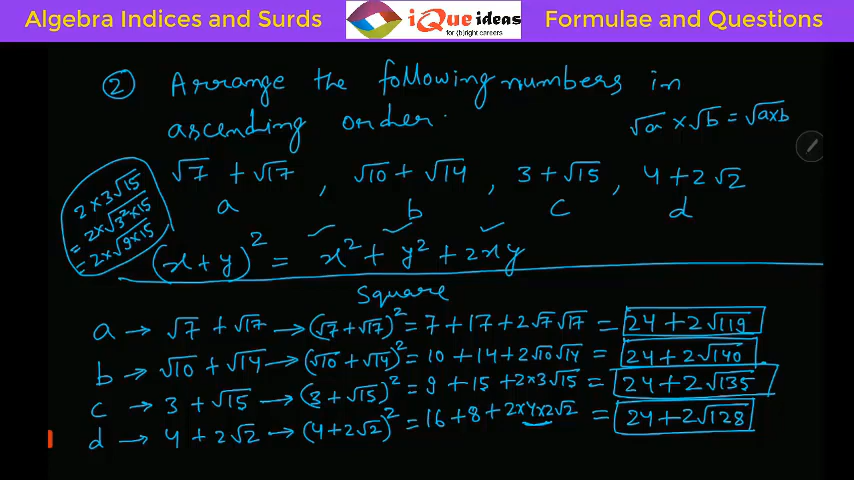 Algebra Indices and Surds
iQue ideas
for (b)right careers
Formulae and Questions
② Arrange the following numbers in
ascending order.
√a × √b = √a×b
√7 + √17 , √10 + √14 , 3 + √15 , 4 + 2√2
a b c d
2×3√15
= 2×√3²×15
= 2×√9×15
(x+y)² = x² + y² + 2xy
Square
a → √7 + √17 → (√7 + √17)² = 7 + 17 + 2√7√17 = 24 + 2√119
b → √10 + √14 → (√10 + √14)² = 10 + 14 + 2√10√14 = 24 + 2√140
c → 3 + √15 → (3 + √15)² = 9 + 15 + 2×3√15 = 24 + 2√135
d → 4 + 2√2 → (4 + 2√2)² = 16 + 8 + 2×4×2√2 = 24 + 2√128